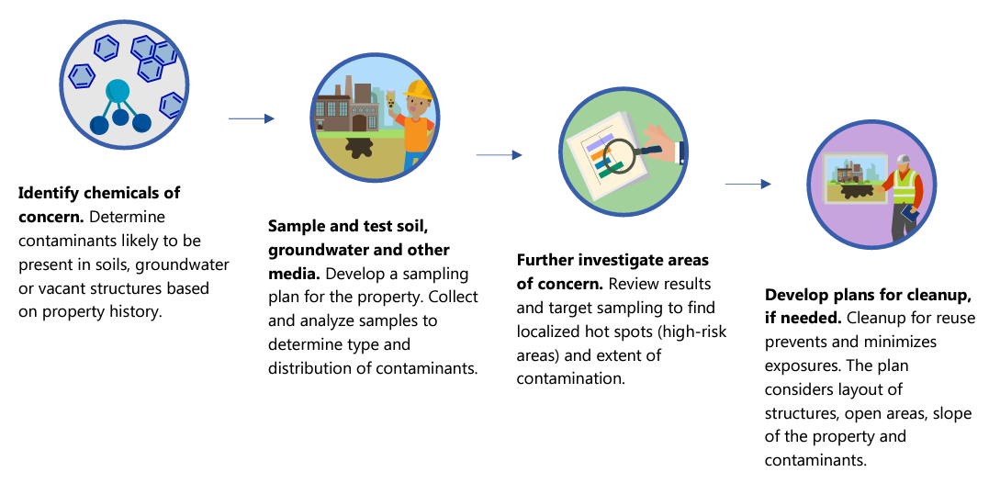 Identify chemicals of
concern. Determine
contaminants likely to be
present in soils, groundwater
or vacant structures based
on property history.
Sample and test soil,
groundwater and other
media. Develop a sampling
plan for the property. Collect
and analyze samples to
determine type and
distribution of contaminants.
Further investigate areas
of concern. Review results
and target sampling to find
localized hot spots (high-risk
areas) and extent of
contamination.
Develop plans for cleanup,
if needed. Cleanup for reuse
prevents and minimizes
exposures. The plan
considers layout of
structures, open areas, slope
of the property and
contaminants.